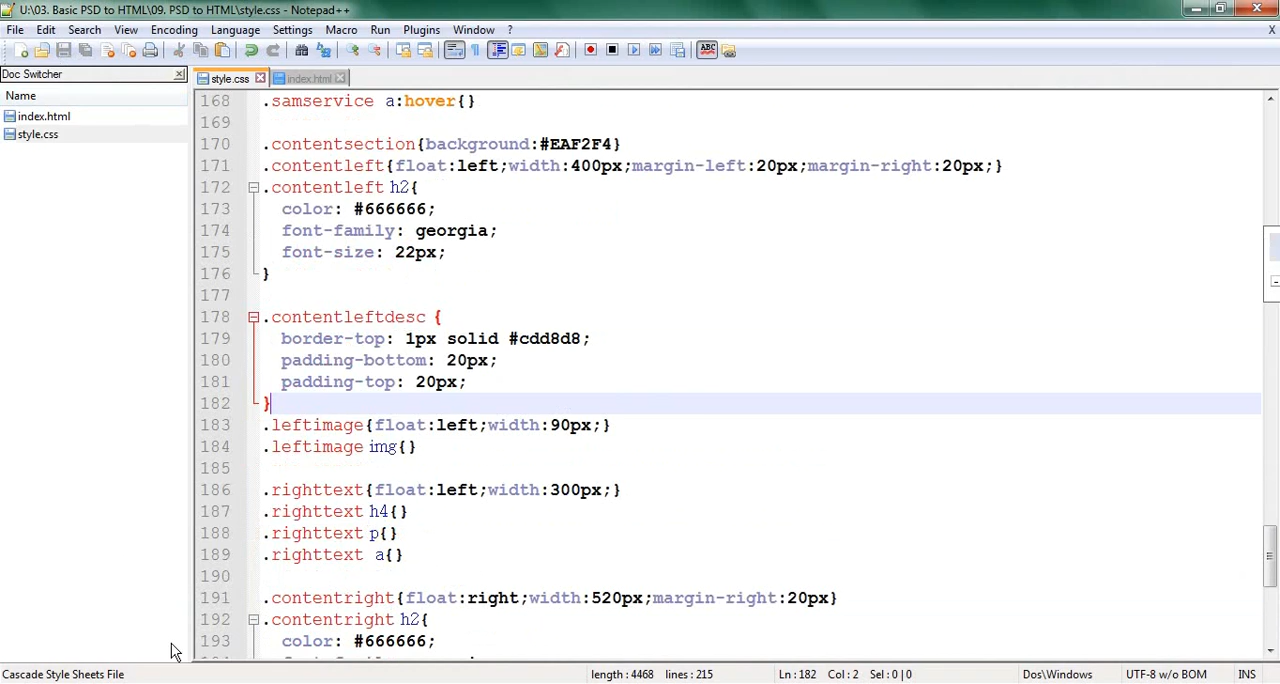 U:\03. Basic PSD to HTML\09. PSD to HTML\style.css - Notepad++
File Edit Search View Encoding Language Settings Macro Run Plugins Window ? X
ABC
Doc Switcher
style.css index.html
Name
index.html
style.css
168 .samservice a:hover{}
169
170 .contentsection{background:#EAF2F4}
171 .contentleft{float:left;width:400px;margin-left:20px;margin-right:20px;}
172 .contentleft h2{
173 color: #666666;
174 font-family: georgia;
175 font-size: 22px;
176 }
177
178 .contentleftdesc {
179 border-top: 1px solid #cdd8d8;
180 padding-bottom: 20px;
181 padding-top: 20px;
182 }
183 .leftimage{float:left;width:90px;}
184 .leftimage img{}
185
186 .righttext{float:left;width:300px;}
187 .righttext h4{}
188 .righttext p{}
189 .righttext a{}
190
191 .contentright{float:right;width:520px;margin-right:20px}
192 .contentright h2{
193 color: #666666;
Cascade Style Sheets File length : 4468 lines : 215 Ln : 182 Col : 2 Sel : 0 | 0 Dos\Windows UTF-8 w/o BOM INS